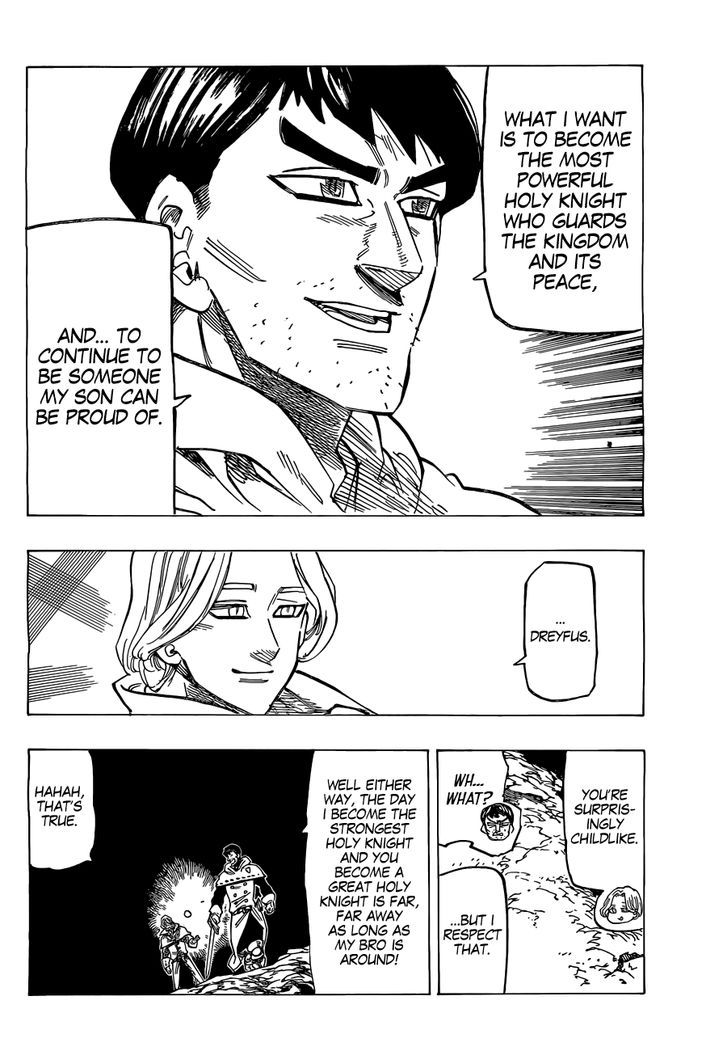 WHAT I WANT
IS TO BECOME
THE MOST
POWERFUL
HOLY KNIGHT
WHO GUARDS
THE KINGDOM
AND ITS
PEACE,
AND... TO
CONTINUE TO
BE SOMEONE
MY SON CAN
BE PROUD OF.
...
DREYFUS.
YOU'RE
SURPRIS-
INGLY
CHILDLIKE.
WH...
WHAT?
...BUT I
RESPECT
THAT.
WELL EITHER
WAY, THE DAY
I BECOME THE
STRONGEST
HOLY KNIGHT
AND YOU
BECOME A
GREAT HOLY
KNIGHT IS FAR,
FAR AWAY
AS LONG AS
MY BRO IS
AROUND!
HAHAH,
THAT'S
TRUE.